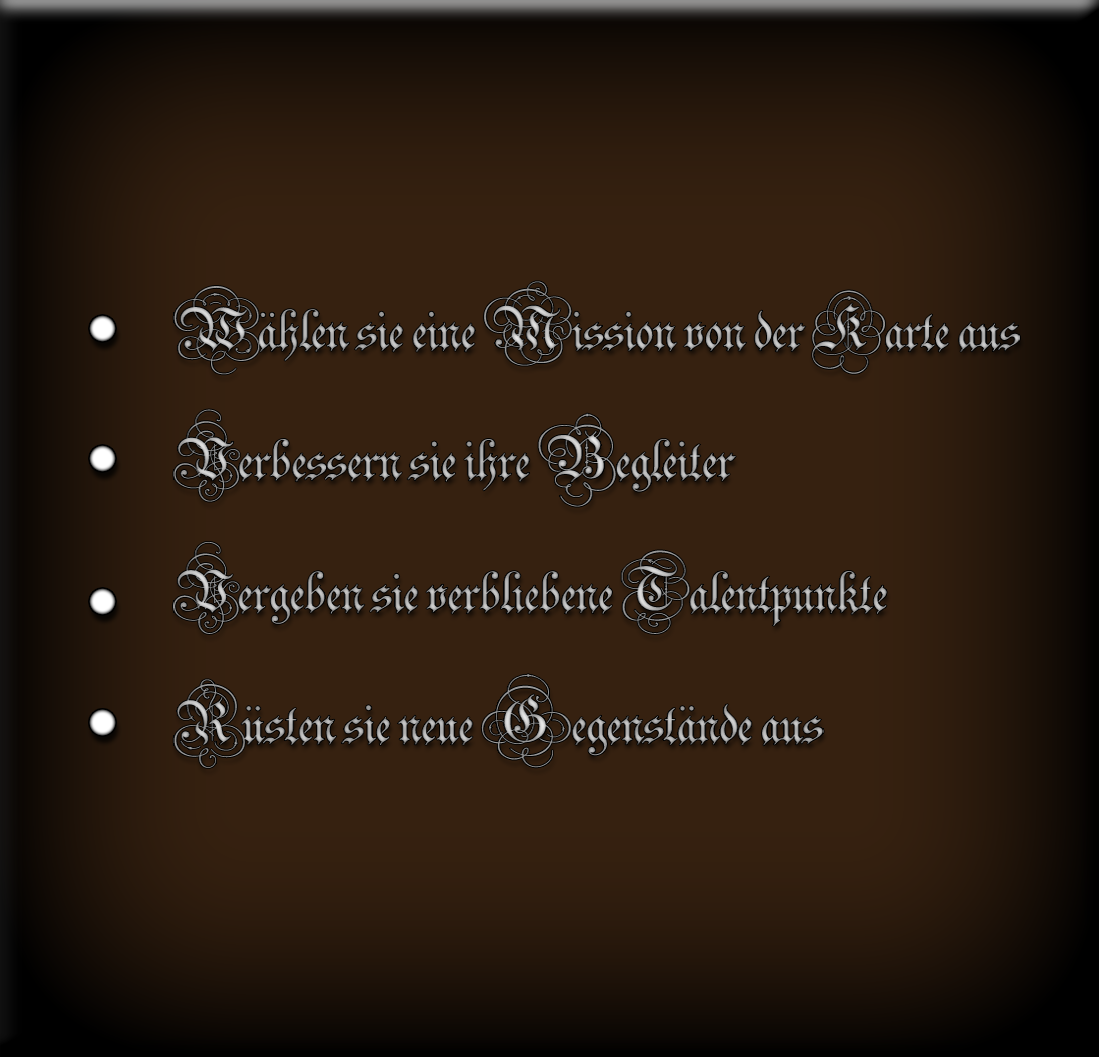 Wählen sie eine Mission von der Karte aus
Verbessern sie ihre Begleiter
Vergeben sie verbliebene Talentpunkte
Rüsten sie neue Gegenstände aus